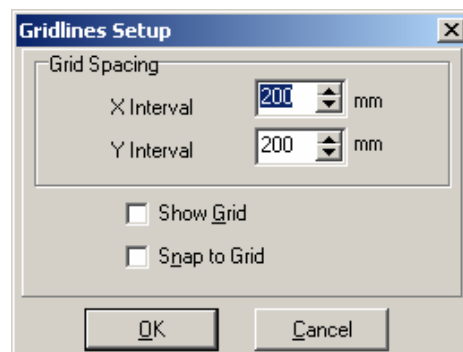 Gridlines Setup
Grid Spacing
X Interval 200 mm
Y Interval 200 mm
Show Grid
Snap to Grid
OK Cancel